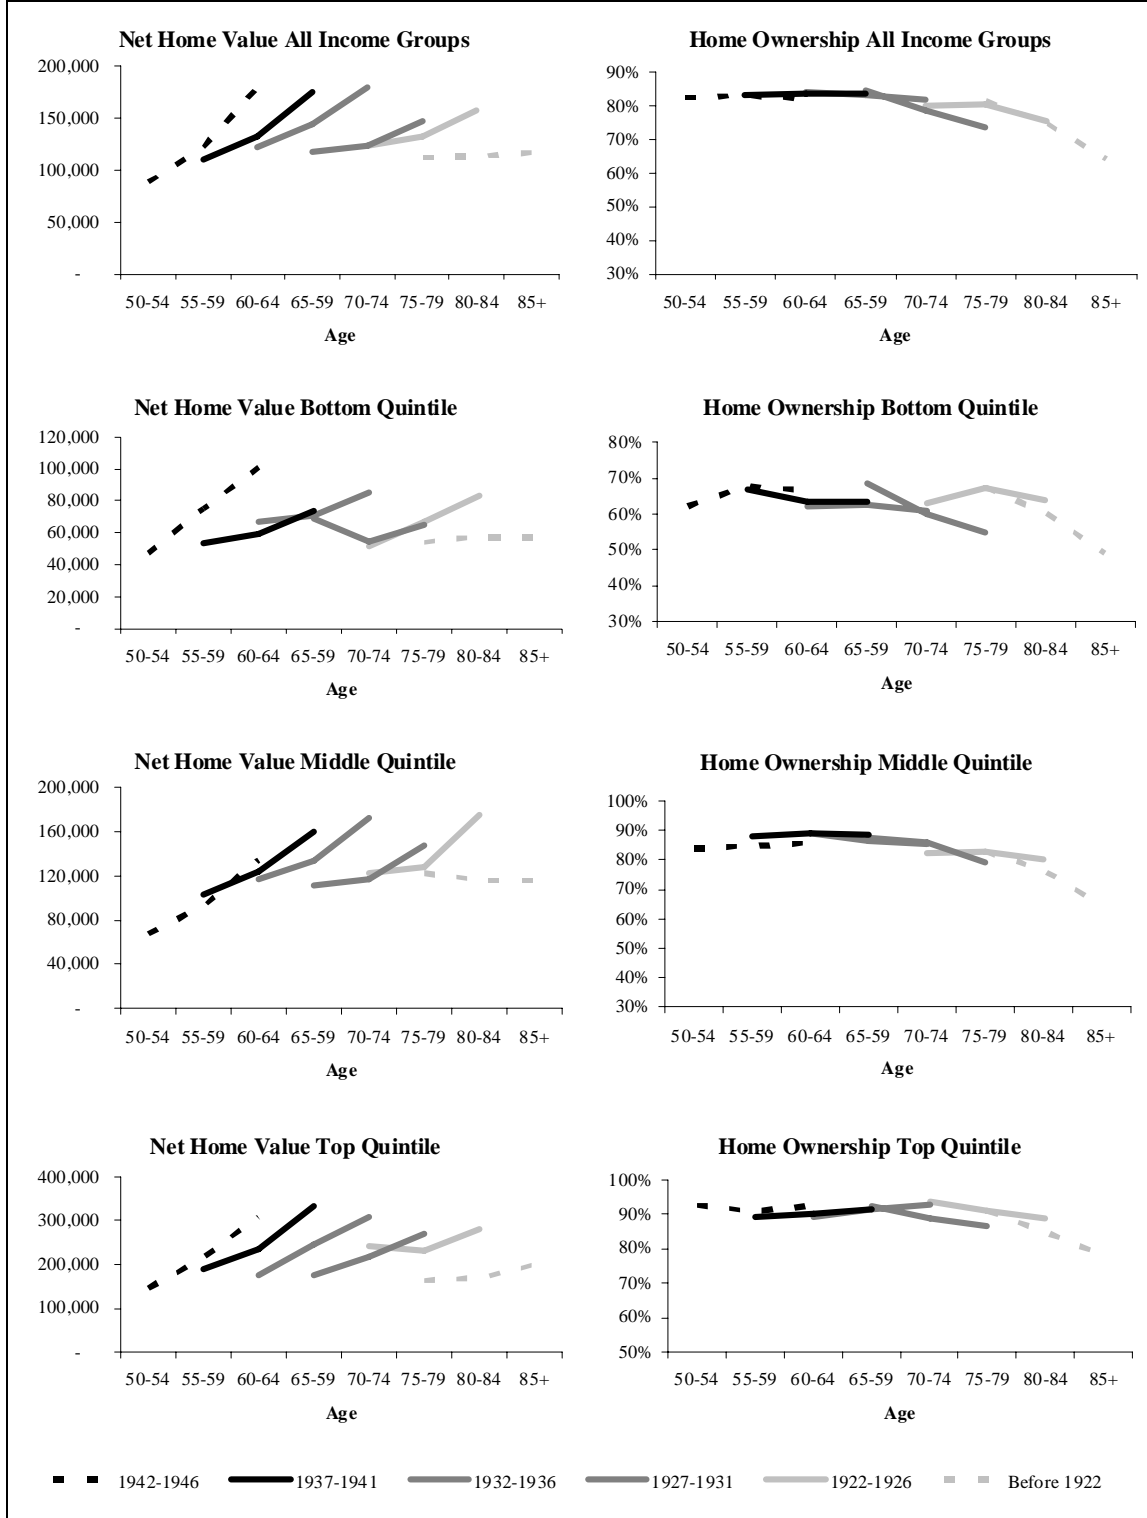 Net Home Value All Income Groups
200,000
150,000
100,000
50,000
-
50-54 55-59 60-64 65-59 70-74 75-79 80-84 85+
Age
Home Ownership All Income Groups
90%
80%
70%
60%
50%
40%
30%
50-54 55-59 60-64 65-59 70-74 75-79 80-84 85+
Age
Net Home Value Bottom Quintile
120,000
100,000
80,000
60,000
40,000
20,000
-
50-54 55-59 60-64 65-59 70-74 75-79 80-84 85+
Age
Home Ownership Bottom Quintile
80%
70%
60%
50%
40%
30%
50-54 55-59 60-64 65-59 70-74 75-79 80-84 85+
Age
Net Home Value Middle Quintile
200,000
160,000
120,000
80,000
40,000
-
50-54 55-59 60-64 65-59 70-74 75-79 80-84 85+
Age
Home Ownership Middle Quintile
100%
90%
80%
70%
60%
50%
40%
30%
50-54 55-59 60-64 65-59 70-74 75-79 80-84 85+
Age
Net Home Value Top Quintile
400,000
300,000
200,000
100,000
-
50-54 55-59 60-64 65-59 70-74 75-79 80-84 85+
Age
Home Ownership Top Quintile
100%
90%
80%
70%
60%
50%
50-54 55-59 60-64 65-59 70-74 75-79 80-84 85+
Age
1942-1946 1937-1941 1932-1936 1927-1931 1922-1926 Before 1922